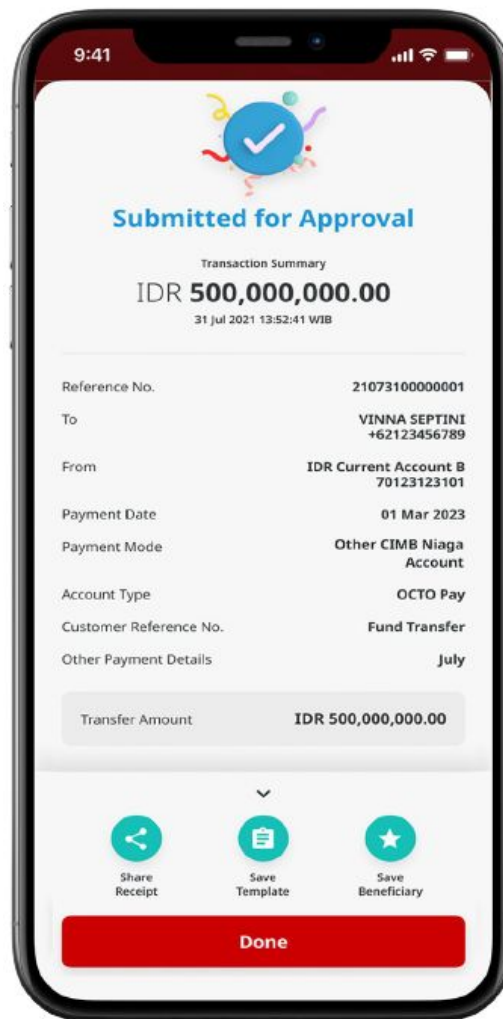 9:41
Submitted for Approval
Transaction Summary
IDR 500,000,000.00
31 Jul 2021 13:52:41 WIB
Reference No. 21073100000001
To VINNA SEPTINI
+62123456789
From IDR Current Account B
70123123101
Payment Date 01 Mar 2023
Payment Mode Other CIMB Niaga
Account
Account Type OCTO Pay
Customer Reference No. Fund Transfer
Other Payment Details July
Transfer Amount IDR 500,000,000.00
Share
Receipt
Save
Template
Save
Beneficiary
Done